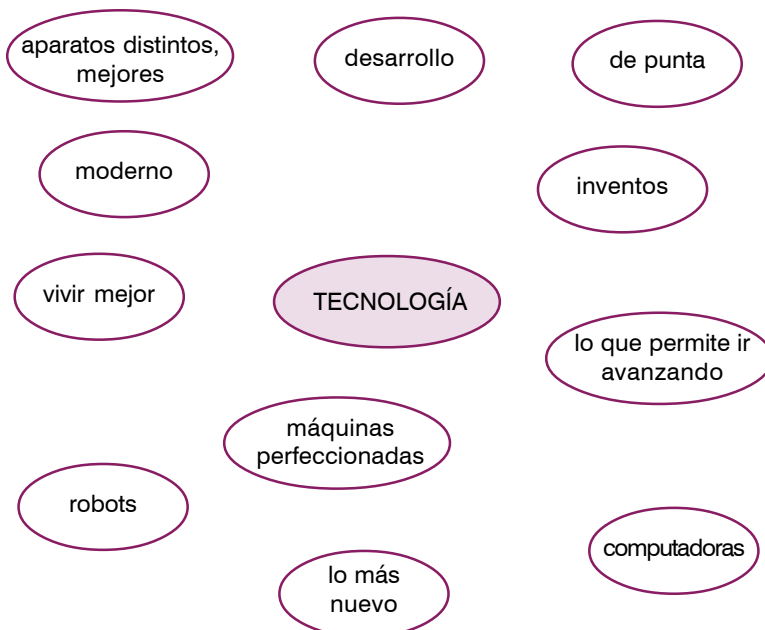 aparatos distintos,
mejores
desarrollo
de punta
moderno
inventos
vivir mejor
TECNOLOGÍA
lo que permite ir
avanzando
máquinas
perfeccionadas
robots
computadoras
lo más
nuevo